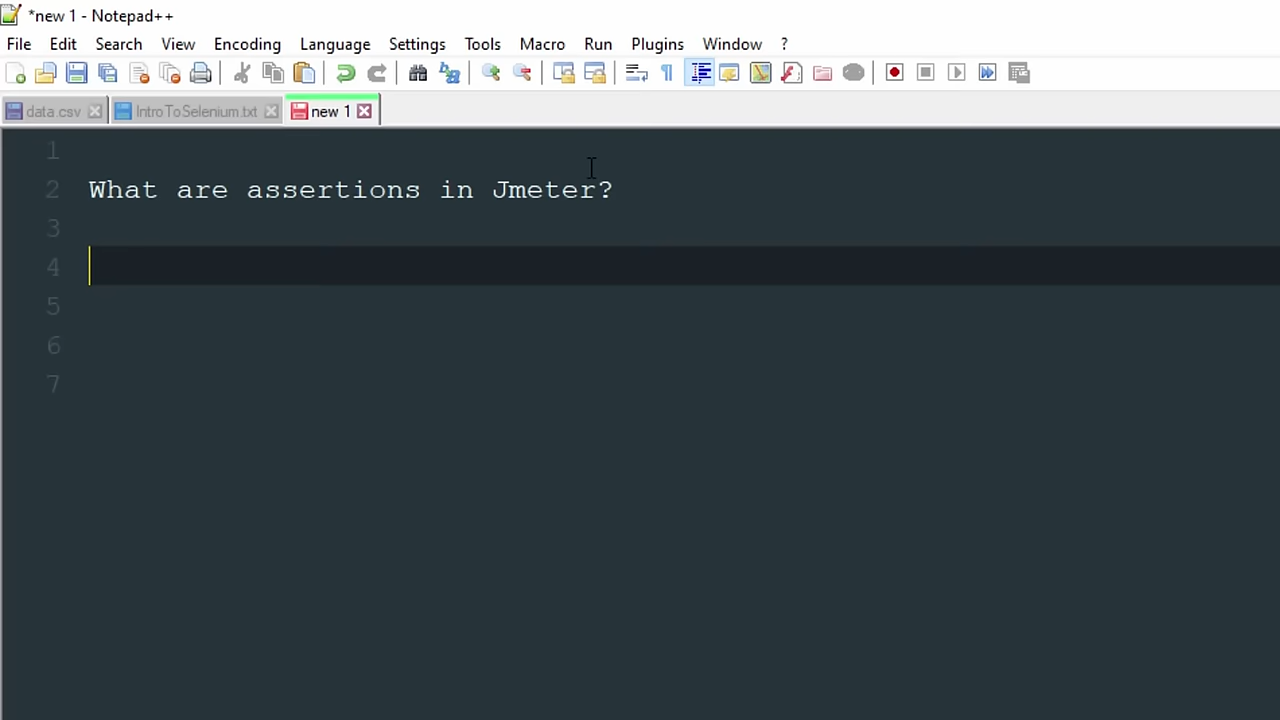 *new 1 - Notepad++
File Edit Search View Encoding Language Settings Tools Macro Run Plugins Window ?
data.csv IntroToSelenium.txt new 1
1
2 What are assertions in Jmeter?
3
4
5
6
7